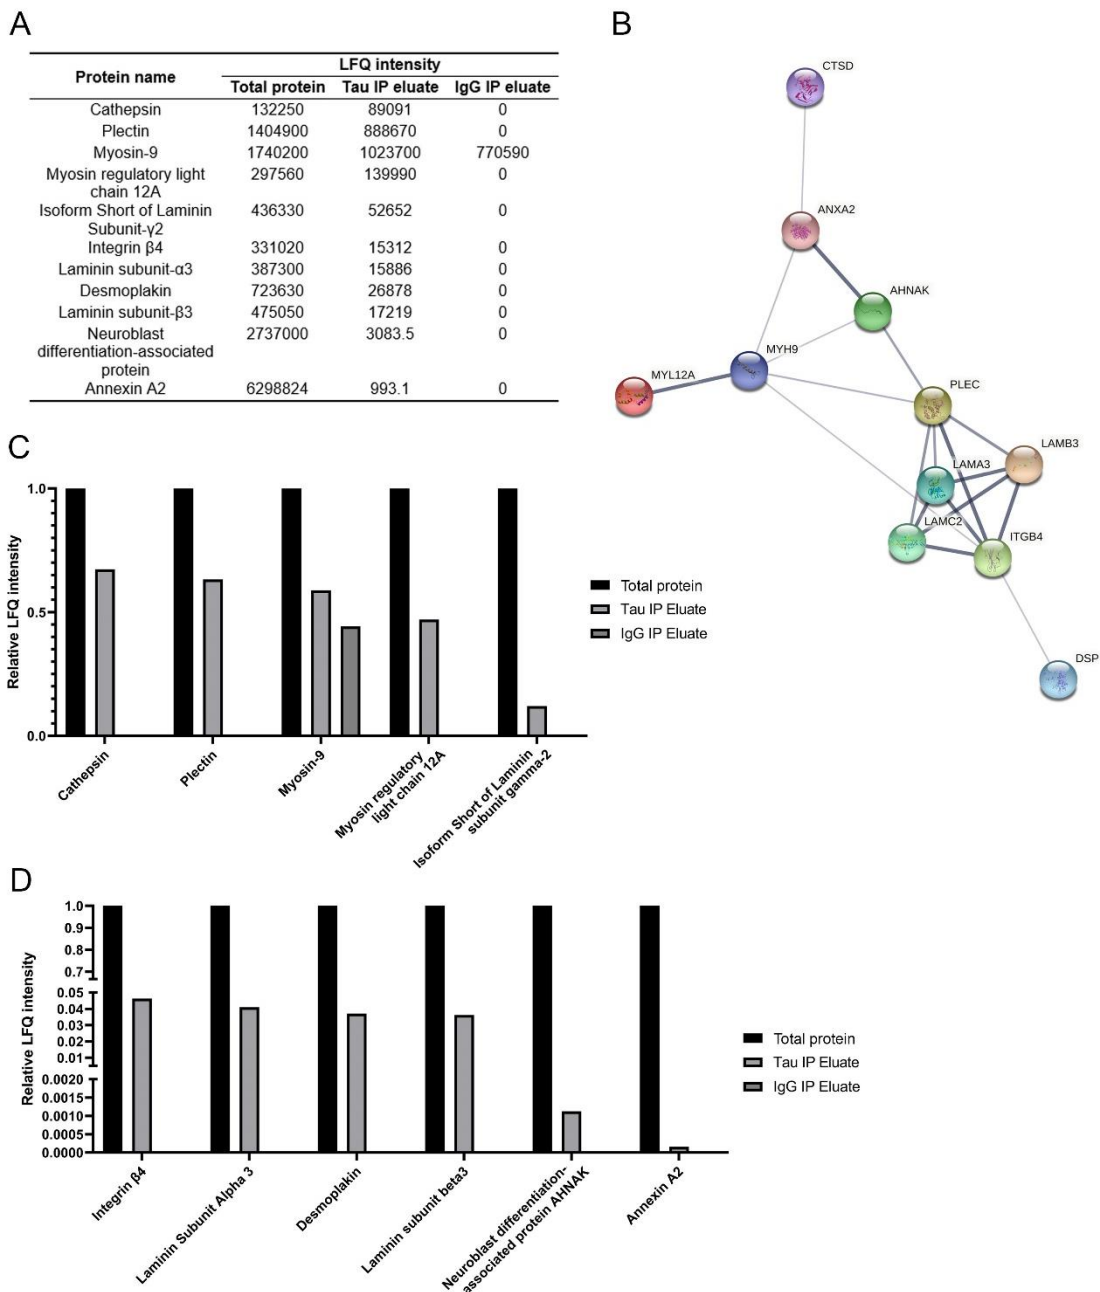 A
Protein name
LFQ intensity
Total protein Tau IP eluate IgG IP eluate
Cathepsin 132250 89091 0
Plectin 1404900 888670 0
Myosin-9 1740200 1023700 770590
Myosin regulatory light 297560 139990 0
chain 12A
Isoform Short of Laminin 436330 52652 0
Subunit-γ2
Integrin β4 331020 15312 0
Laminin subunit-α3 387300 15886 0
Desmoplakin 723630 26878 0
Laminin subunit-β3 475050 17219 0
Neuroblast 2737000 3083.5 0
differentiation-associated
protein
Annexin A2 6298824 993.1 0
B
CTSD
ANXA2
AHNAK
MYH9
MYL12A
PLEC
LAMB3
LAMA3
LAMC2
ITGB4
DSP
C
Relative LFQ intensity
1.0
0.5
0.0
Cathepsin
Plectin
Myosin-9
Myosin regulatory
light chain 12A
Isoform Short of Laminin
subunit gamma-2
Total protein
Tau IP Eluate
IgG IP Eluate
D
Relative LFQ intensity
1.0
0.9
0.8
0.7
0.05
0.04
0.03
0.02
0.01
0.0020
0.0015
0.0010
0.0005
0.0000
Integrin β4
Laminin Subunit Alpha 3
Desmoplakin
Laminin subunit beta3
Neuroblast differentiation-
associated protein AHNAK
Annexin A2
Total protein
Tau IP Eluate
IgG IP Eluate